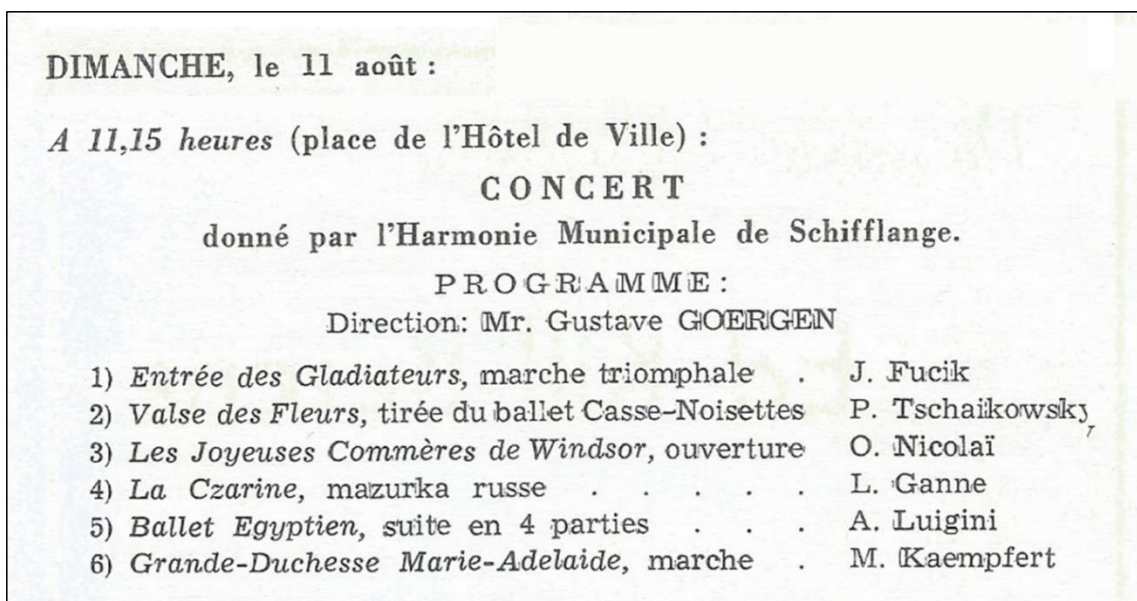 DIMANCHE, le 11 août :
A 11,15 heures (place de l'Hôtel de Ville) :
CONCERT
donné par l'Harmonie Municipale de Schifflange.
PROGRAMME :
Direction: Mr. Gustave GOERGEN
1) Entrée des Gladiateurs, marche triomphale . J. Fucik
2) Valse des Fleurs, tirée du ballet Casse-Noisettes P. Tschaikowsky
3) Les Joyeuses Commères de Windsor, ouverture O. Nicolaï
4) La Czarine, mazurka russe . . . . . L. Ganne
5) Ballet Egyptien, suite en 4 parties . . . A. Luigini
6) Grande-Duchesse Marie-Adelaide, marche . M. Kaempfert